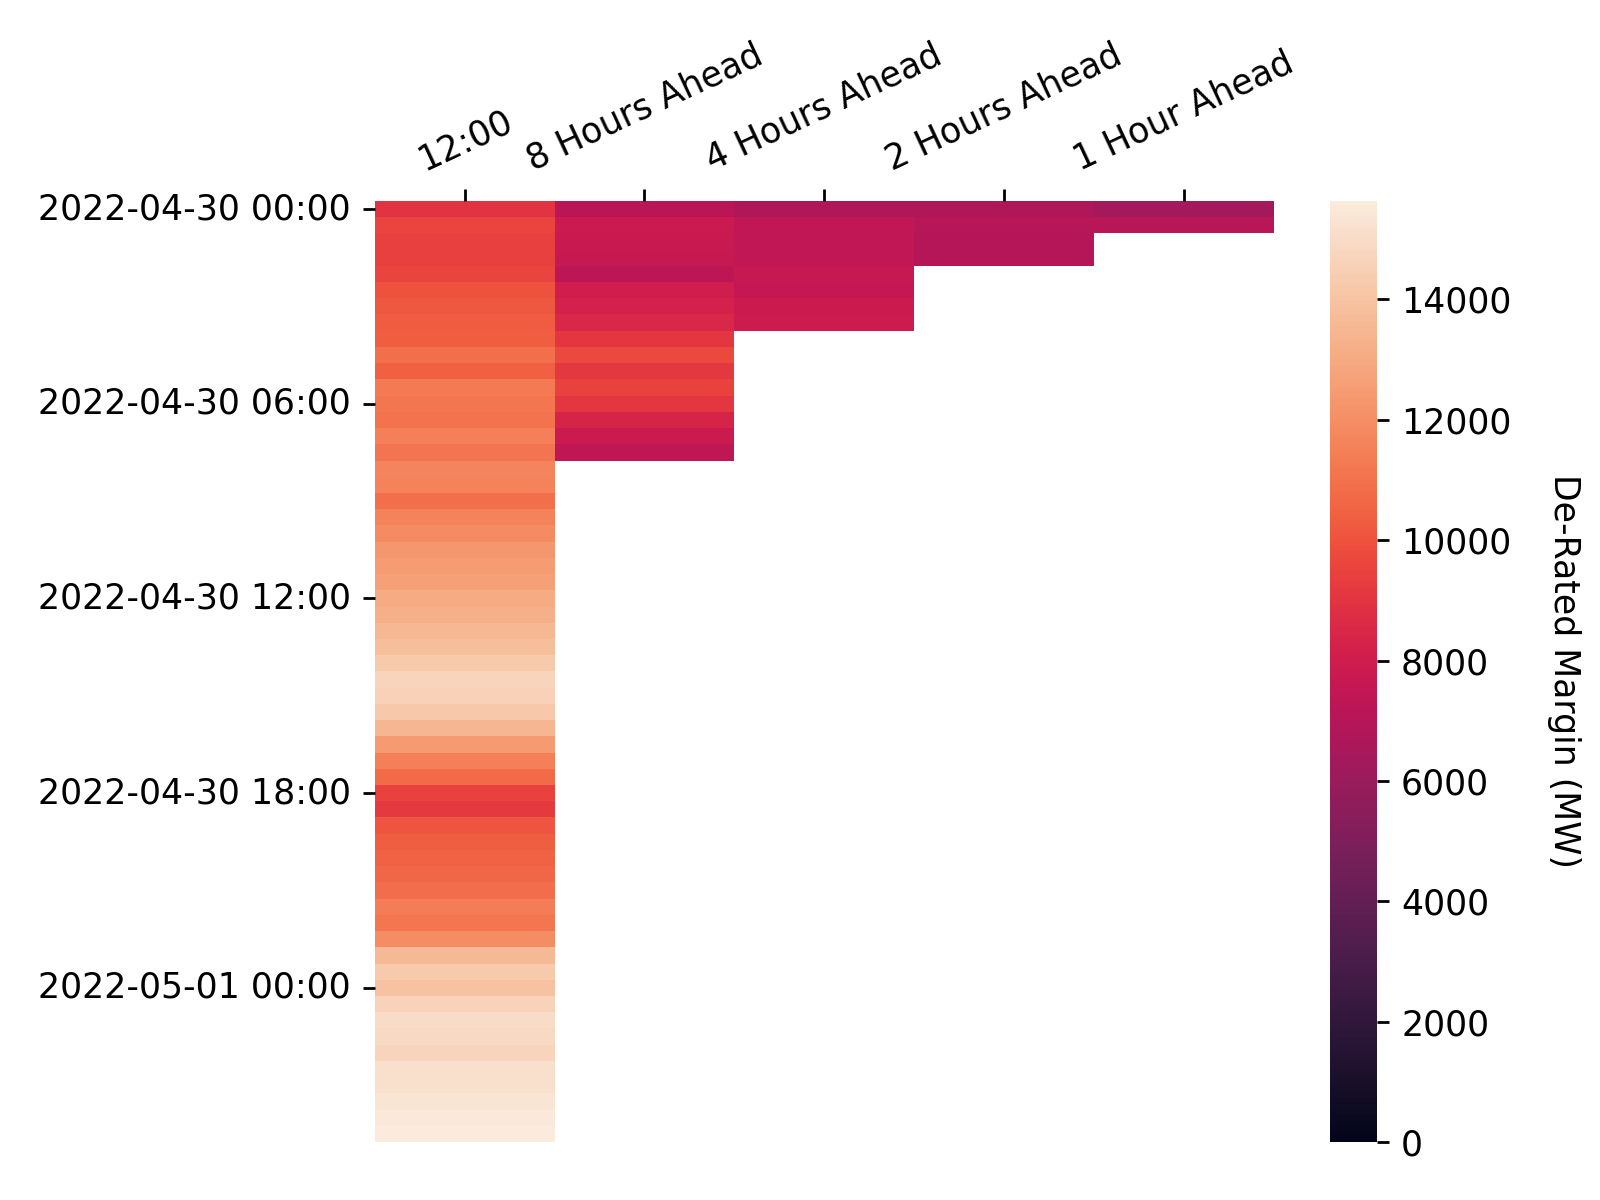 12:00
8 Hours Ahead
4 Hours Ahead
2 Hours Ahead
1 Hour Ahead
2022-04-30 00:00
2022-04-30 06:00
2022-04-30 12:00
2022-04-30 18:00
2022-05-01 00:00
14000
12000
10000
8000
6000
4000
2000
0
De-Rated Margin (MW)